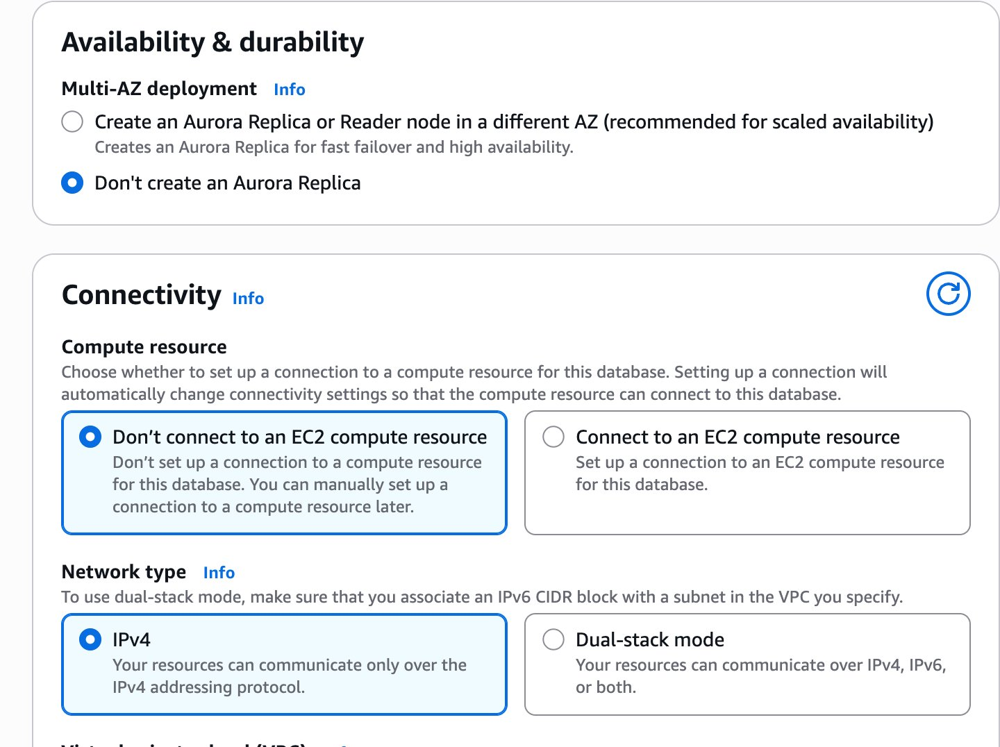 Availability & durability
Multi-AZ deployment Info
Create an Aurora Replica or Reader node in a different AZ (recommended for scaled availability)
Creates an Aurora Replica for fast failover and high availability.
Don't create an Aurora Replica
Connectivity Info
Compute resource
Choose whether to set up a connection to a compute resource for this database. Setting up a connection will
automatically change connectivity settings so that the compute resource can connect to this database.
Don’t connect to an EC2 compute resource
Don’t set up a connection to a compute resource
for this database. You can manually set up a
connection to a compute resource later.
Connect to an EC2 compute resource
Set up a connection to an EC2 compute resource
for this database.
Network type Info
To use dual-stack mode, make sure that you associate an IPv6 CIDR block with a subnet in the VPC you specify.
IPv4
Your resources can communicate only over the
IPv4 addressing protocol.
Dual-stack mode
Your resources can communicate over IPv4, IPv6,
or both.